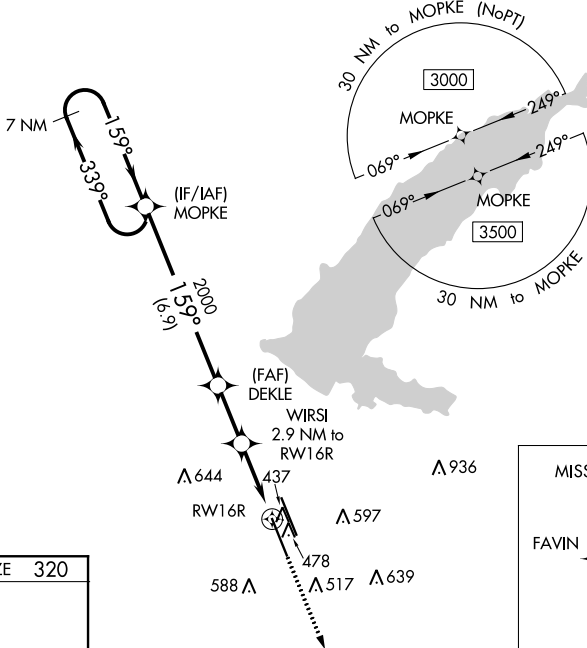 30 NM to MOPKE (NoPT)
3000
MOPKE
249°
069°
249°
069°
MOPKE
3500
30 NM to MOPKE
7 NM
159°
339°
(IF/IAF)
MOPKE
2000
159°
(6.9)
(FAF)
DEKLE
WIRSI
2.9 NM to
RW16R
644
437
936
RW16R
597
478
588
517
639
MISS
FAVIN
ZE 320